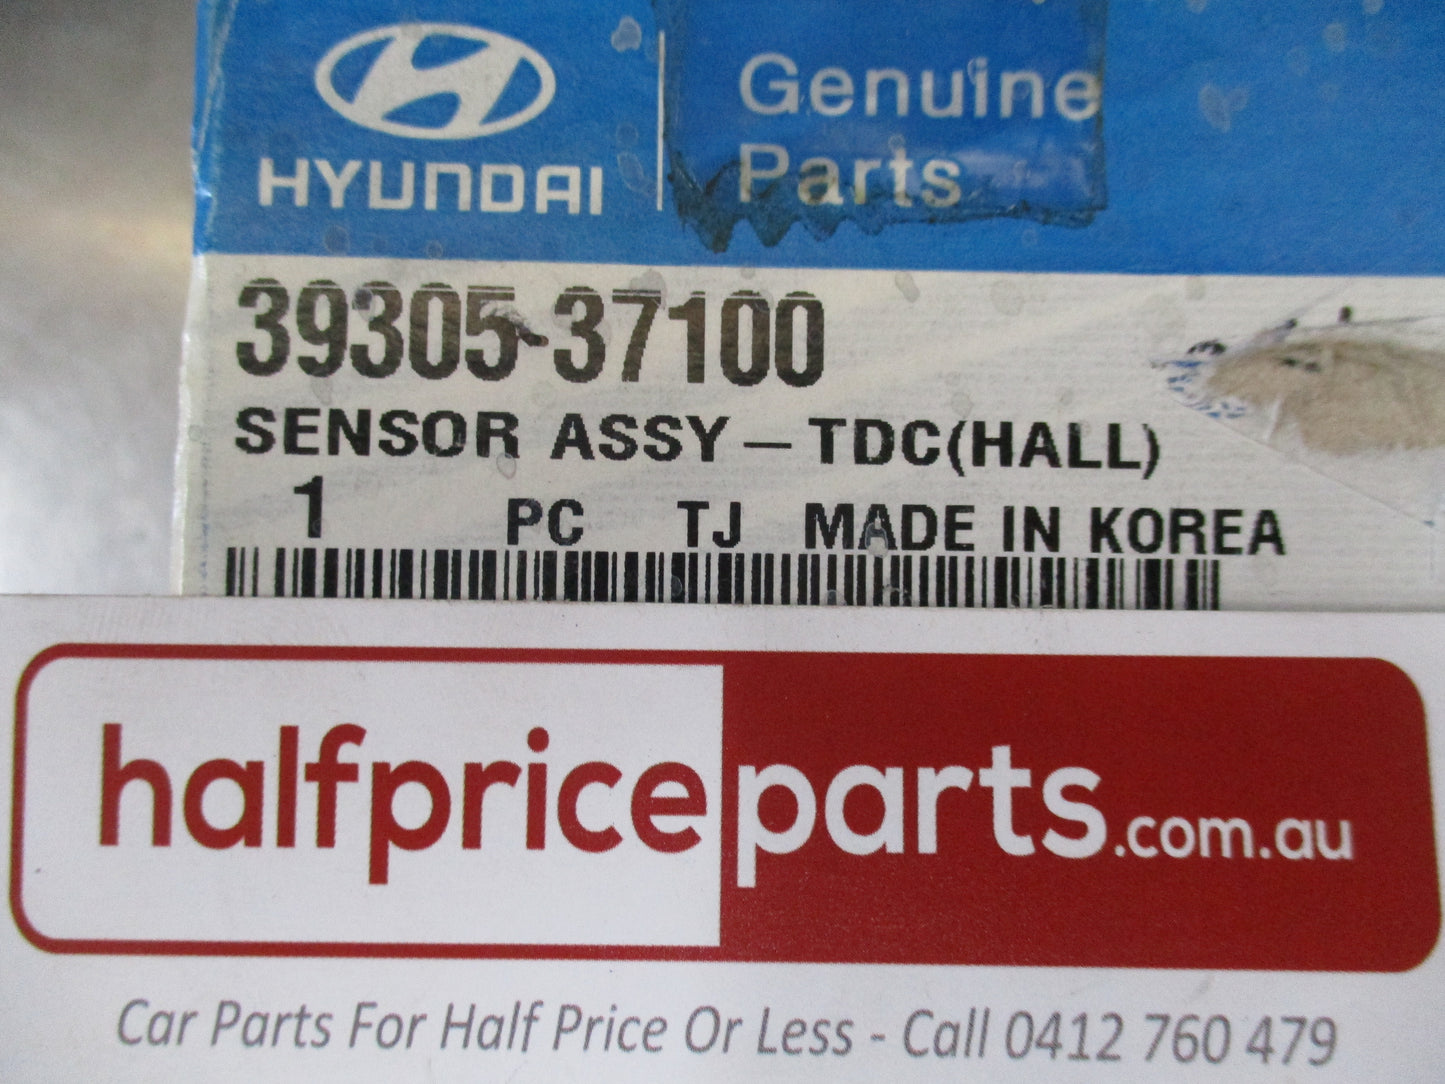 HYUNDAI
Genuine
Parts
39305-37100
SENSOR ASSY – TDC(HALL)
1 PC TJ MADE IN KOREA
halfpriceparts.com.au
Car Parts For Half Price Or Less - Call 0412 760 479